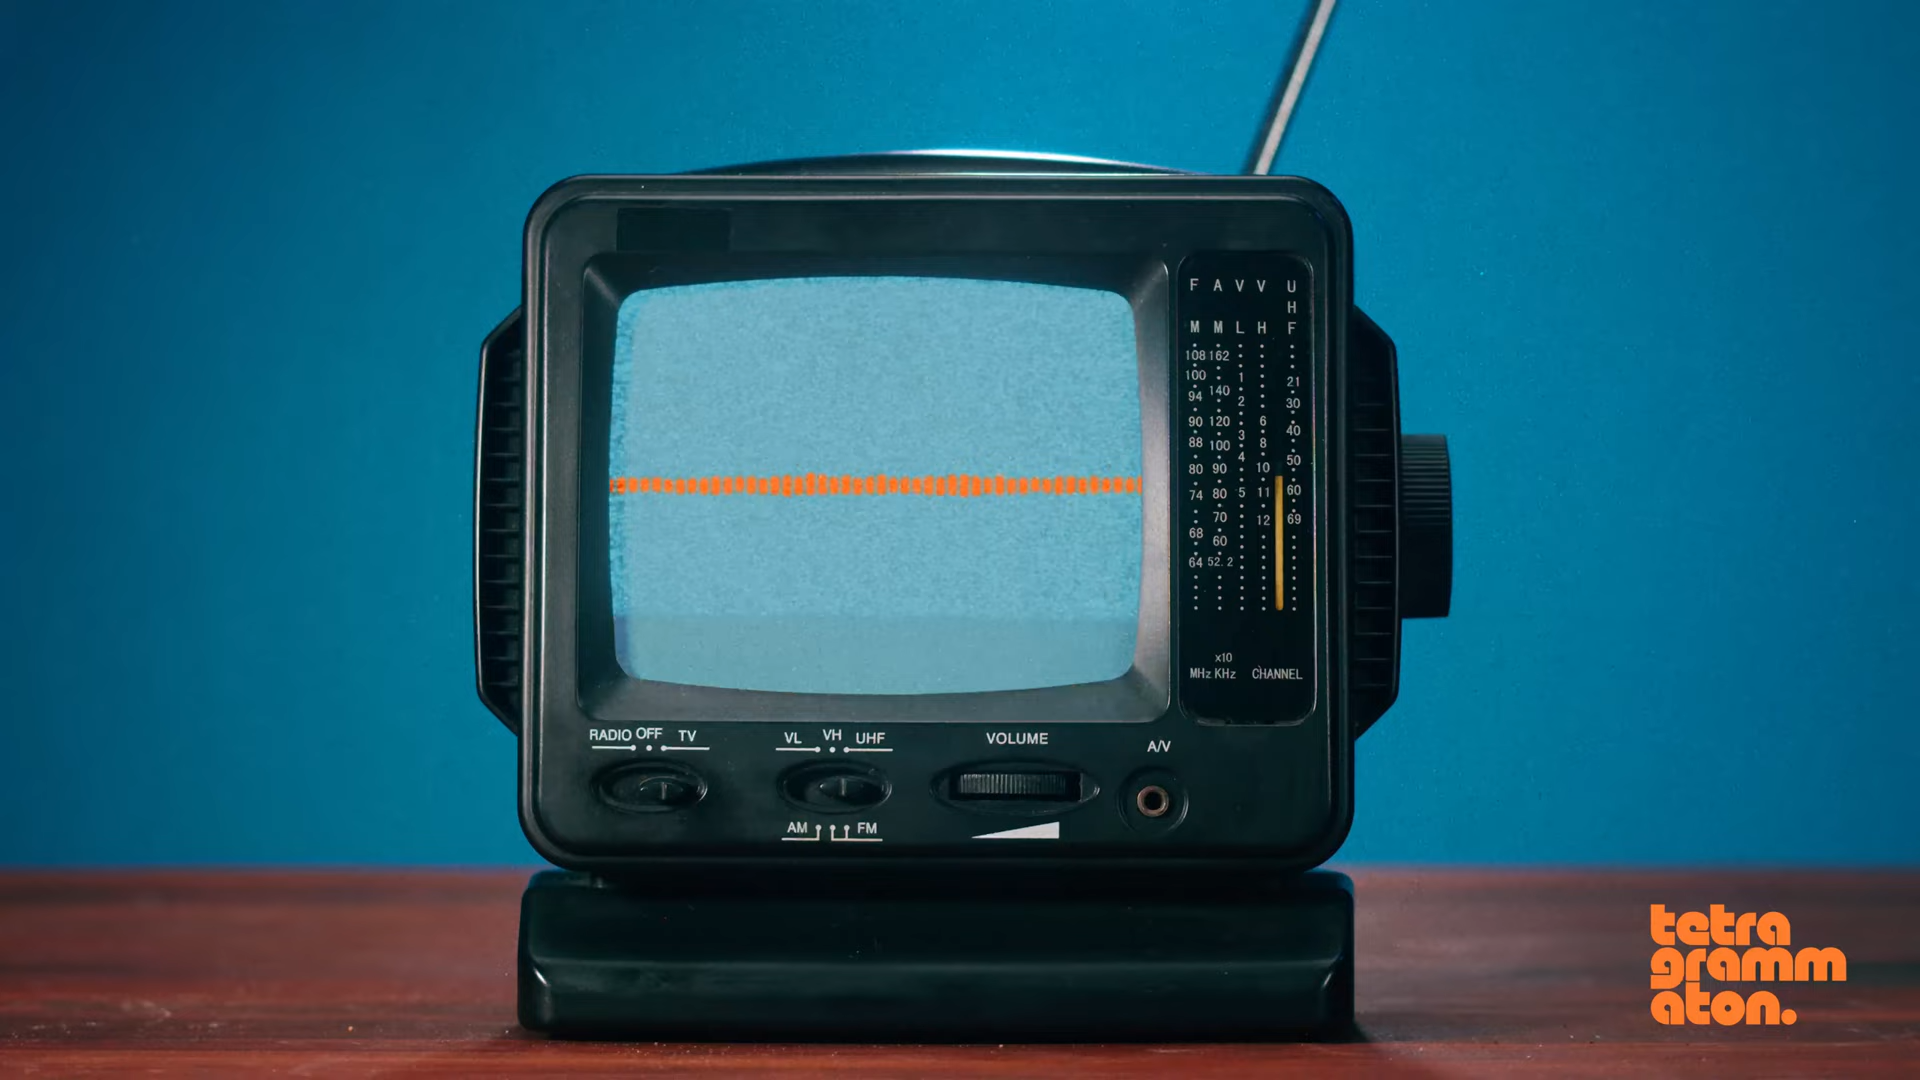 F A V V U
H
M M L H F
108 162
100 1 21
94 140 2 30
90 120 6 40
88 100 3 8
80 90 4 10 50
74 80 5 11 60
68 70 12 69
60
64 52.2
x10
MHz KHz CHANNEL
RADIO OFF TV
VL VH UHF
VOLUME
A/V
AM FM
tetra
gramm
aton.